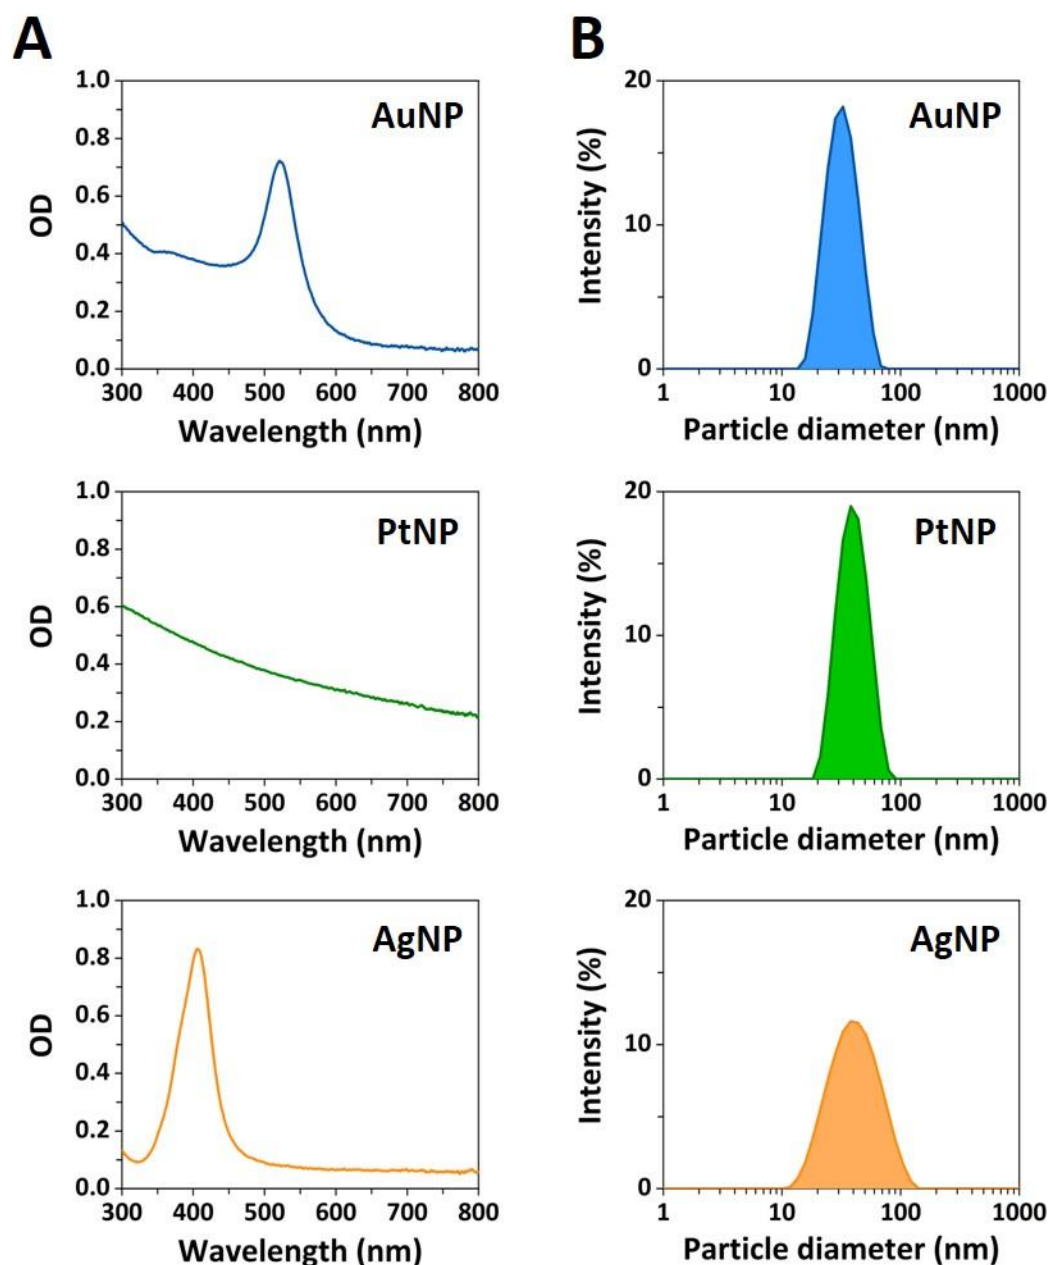 A
B
1.0
0.8
0.6
0.4
0.2
0.0
OD
AuNP
300 400 500 600 700 800
Wavelength (nm)
20
10
0
Intensity (%)
AuNP
1 10 100 1000
Particle diameter (nm)
1.0
0.8
0.6
0.4
0.2
0.0
OD
PtNP
300 400 500 600 700 800
Wavelength (nm)
20
10
0
Intensity (%)
PtNP
1 10 100 1000
Particle diameter (nm)
1.0
0.8
0.6
0.4
0.2
0.0
OD
AgNP
300 400 500 600 700 800
Wavelength (nm)
20
10
0
Intensity (%)
AgNP
1 10 100 1000
Particle diameter (nm)